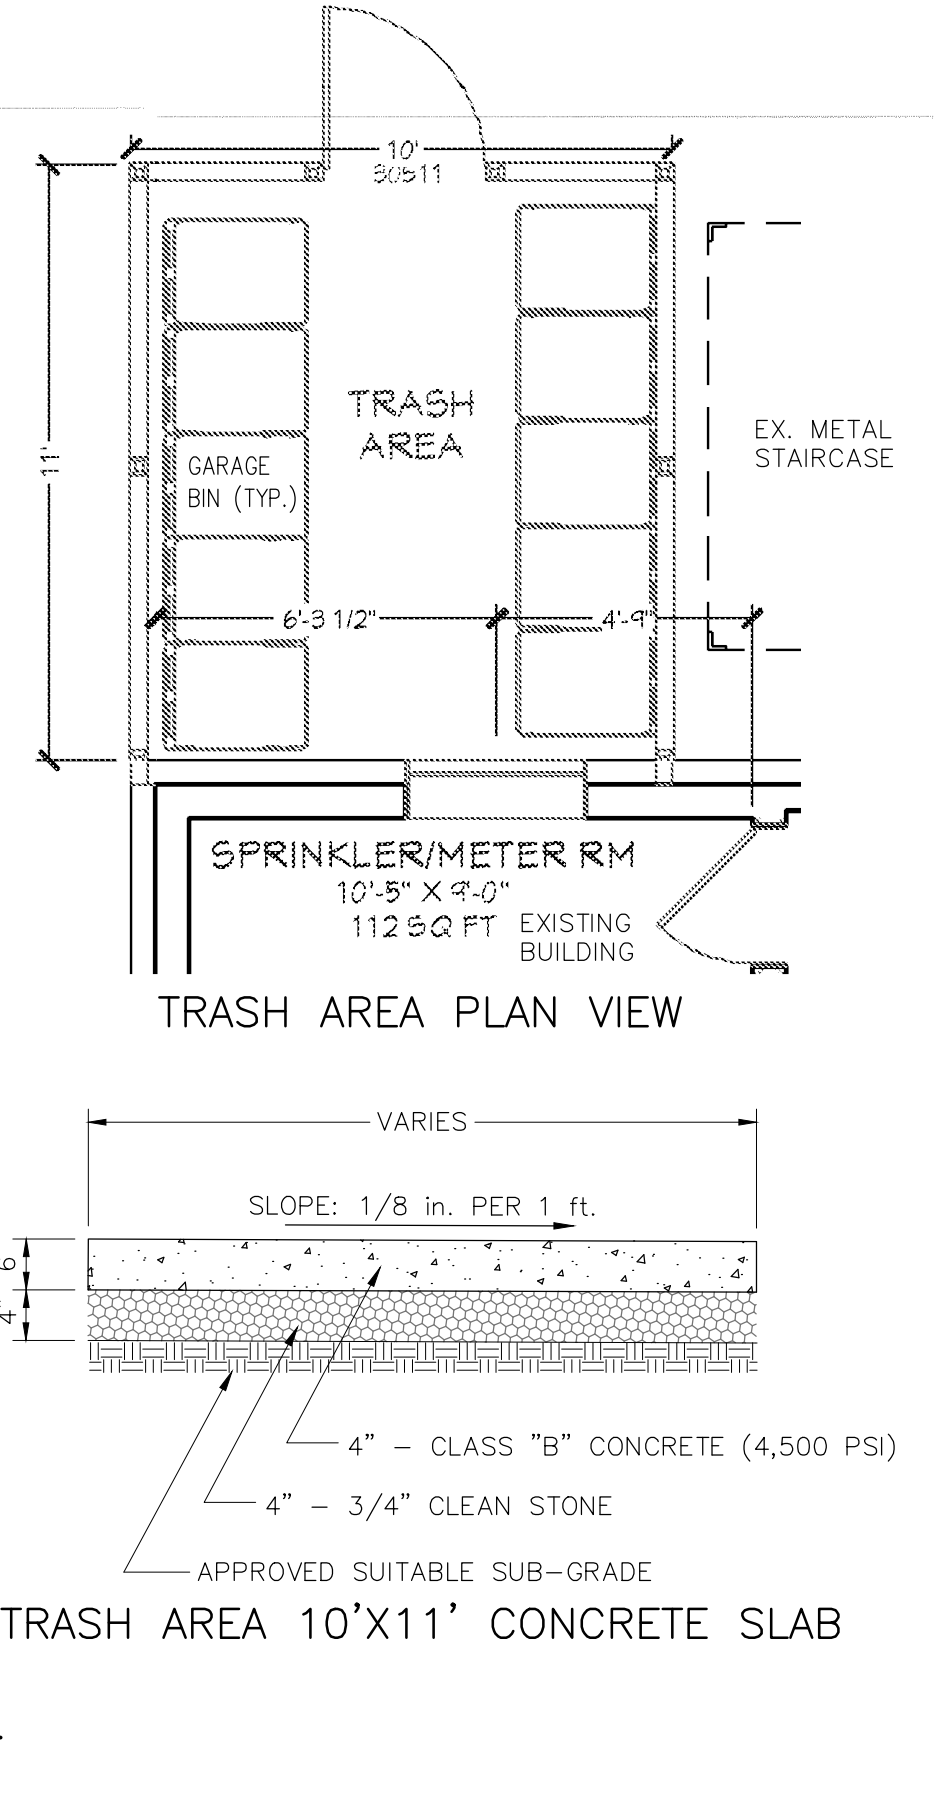 10'
30511
11'
TRASH
AREA
EX. METAL
STAIRCASE
GARAGE
BIN (TYP.)
6'-3 1/2"
4'-9"
SPRINKLER/METER RM
10'-5" X 9'-0"
112 SQ FT
EXISTING
BUILDING
TRASH AREA PLAN VIEW
VARIES
SLOPE: 1/8 in. PER 1 ft.
6
4"
4" - CLASS "B" CONCRETE (4,500 PSI)
4" - 3/4" CLEAN STONE
APPROVED SUITABLE SUB-GRADE
TRASH AREA 10'X11' CONCRETE SLAB